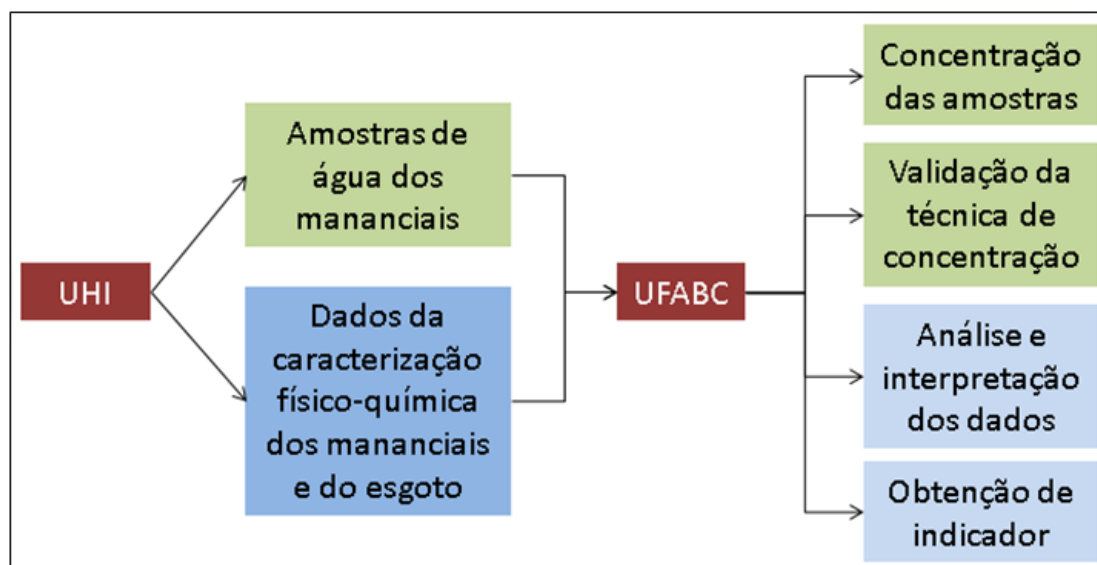 UHI
Amostras de
água dos
mananciais
Dados da
caracterização
físico-química
dos mananciais
e do esgoto
UFABC
Concentração
das amostras
Validação da
técnica de
concentração
Análise e
interpretação
dos dados
Obtenção de
indicador